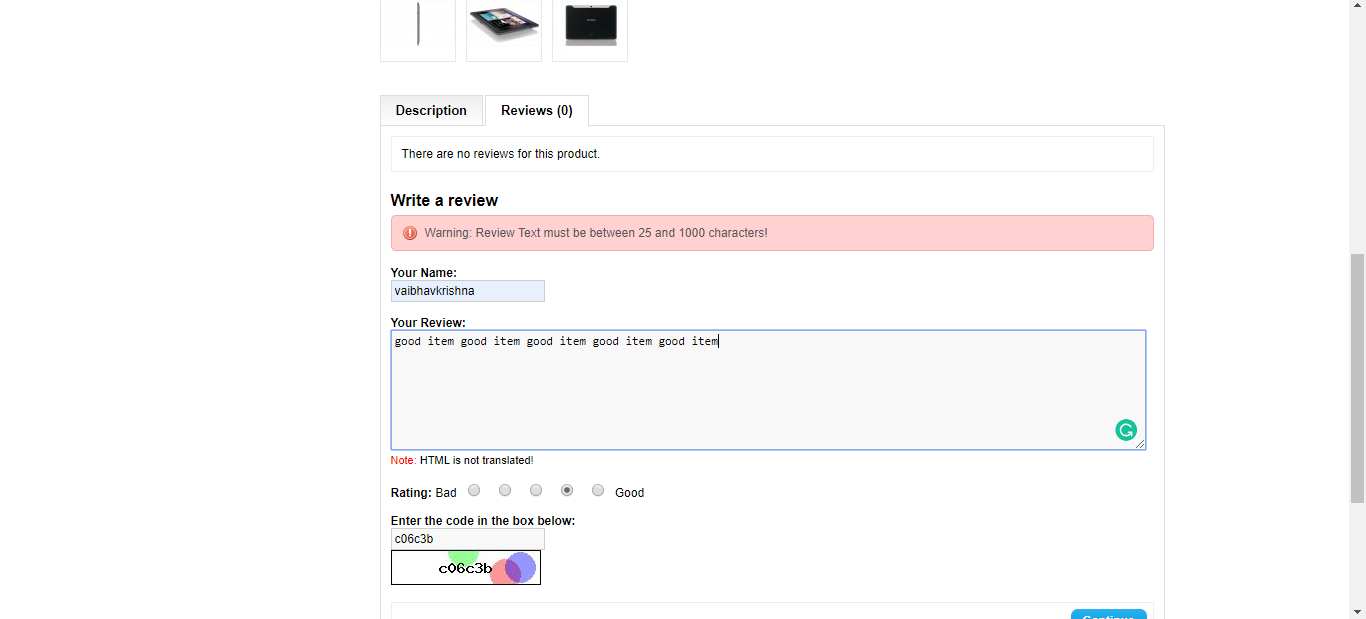 Description Reviews (0)
There are no reviews for this product.
Write a review
Warning: Review Text must be between 25 and 1000 characters!
Your Name:
vaibhavkrishna
Your Review:
good item good item good item good item good item
Note: HTML is not translated!
Rating: Bad Good
Enter the code in the box below:
c06c3b
c06c3b
Continue